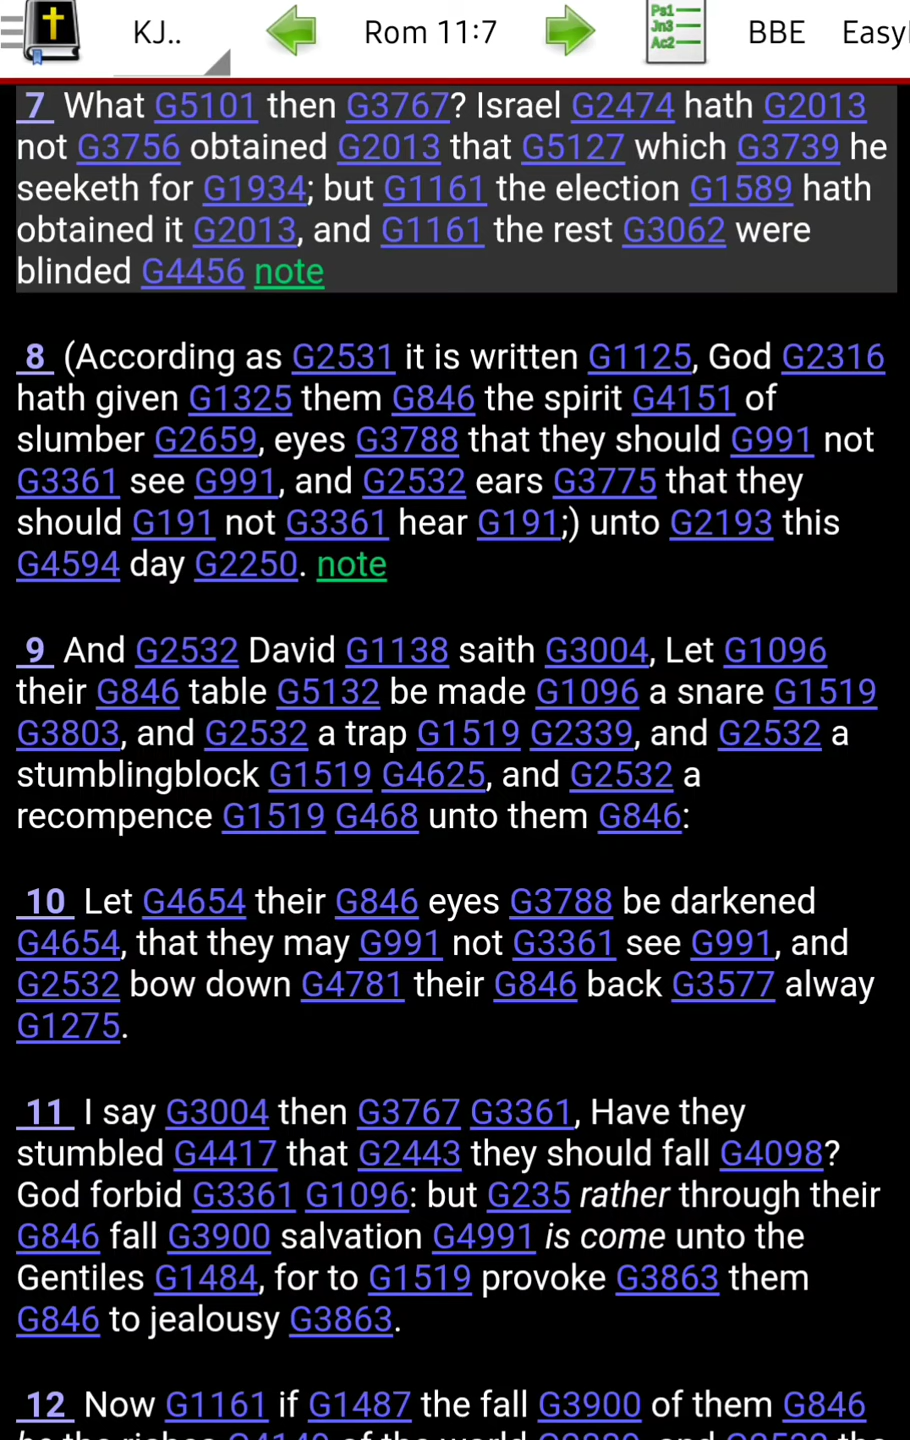 KJ.. Rom 11:7 Ps1 Jn3 Ac2 BBE Easy
7 What G5101 then G3767? Israel G2474 hath G2013
not G3756 obtained G2013 that G5127 which G3739 he
seeketh for G1934; but G1161 the election G1589 hath
obtained it G2013, and G1161 the rest G3062 were
blinded G4456 note
8 (According as G2531 it is written G1125, God G2316
hath given G1325 them G846 the spirit G4151 of
slumber G2659, eyes G3788 that they should G991 not
G3361 see G991, and G2532 ears G3775 that they
should G191 not G3361 hear G191;) unto G2193 this
G4594 day G2250. note
9 And G2532 David G1138 saith G3004, Let G1096
their G846 table G5132 be made G1096 a snare G1519
G3803, and G2532 a trap G1519 G2339, and G2532 a
stumblingblock G1519 G4625, and G2532 a
recompence G1519 G468 unto them G846:
10 Let G4654 their G846 eyes G3788 be darkened
G4654, that they may G991 not G3361 see G991, and
G2532 bow down G4781 their G846 back G3577 alway
G1275.
11 I say G3004 then G3767 G3361, Have they
stumbled G4417 that G2443 they should fall G4098?
God forbid G3361 G1096: but G235 rather through their
G846 fall G3900 salvation G4991 is come unto the
Gentiles G1484, for to G1519 provoke G3863 them
G846 to jealousy G3863.
12 Now G1161 if G1487 the fall G3900 of them G846